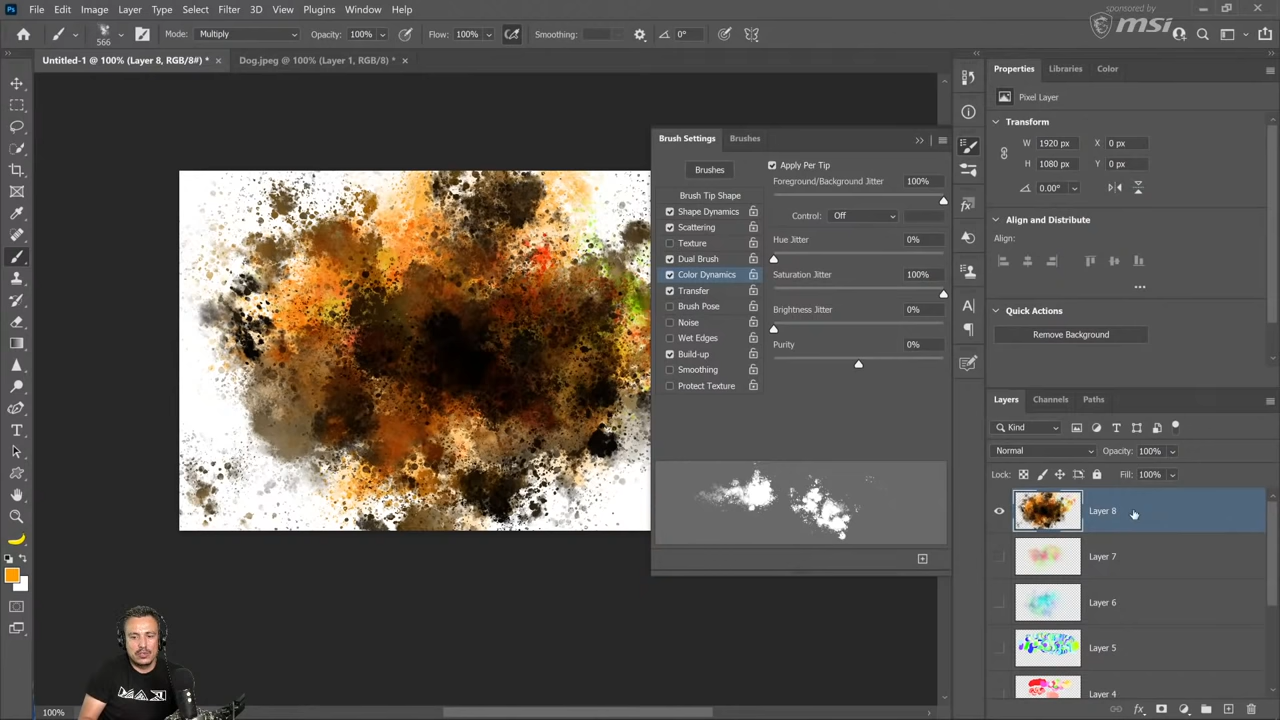 sponsored by
msi
Ps File Edit Image Layer Type Select Filter 3D View Plugins Window Help
566 Mode: Multiply Opacity: 100% Flow: 100% Smoothing: 0°
Untitled-1 @ 100% (Layer 8, RGB/8#) * × Dog.jpeg @ 100% (Layer 1, RGB/8) * ×
Properties Libraries Color
Pixel Layer
Transform
W 1920 px X 0 px
H 1080 px Y 0 px
0.00°
Align and Distribute
Align:
Quick Actions
Remove Background
Brush Settings Brushes
Brushes
Brush Tip Shape
Shape Dynamics
Scattering
Texture
Dual Brush
Color Dynamics
Transfer
Brush Pose
Noise
Wet Edges
Build-up
Smoothing
Protect Texture
Apply Per Tip
Foreground/Background Jitter 100%
Control: Off
Hue Jitter 0%
Saturation Jitter 100%
Brightness Jitter 0%
Purity 0%
Layers Channels Paths
Kind
Normal Opacity: 100%
Lock: Fill: 100%
Layer 8
Layer 7
Layer 6
Layer 5
Layer 4
100%